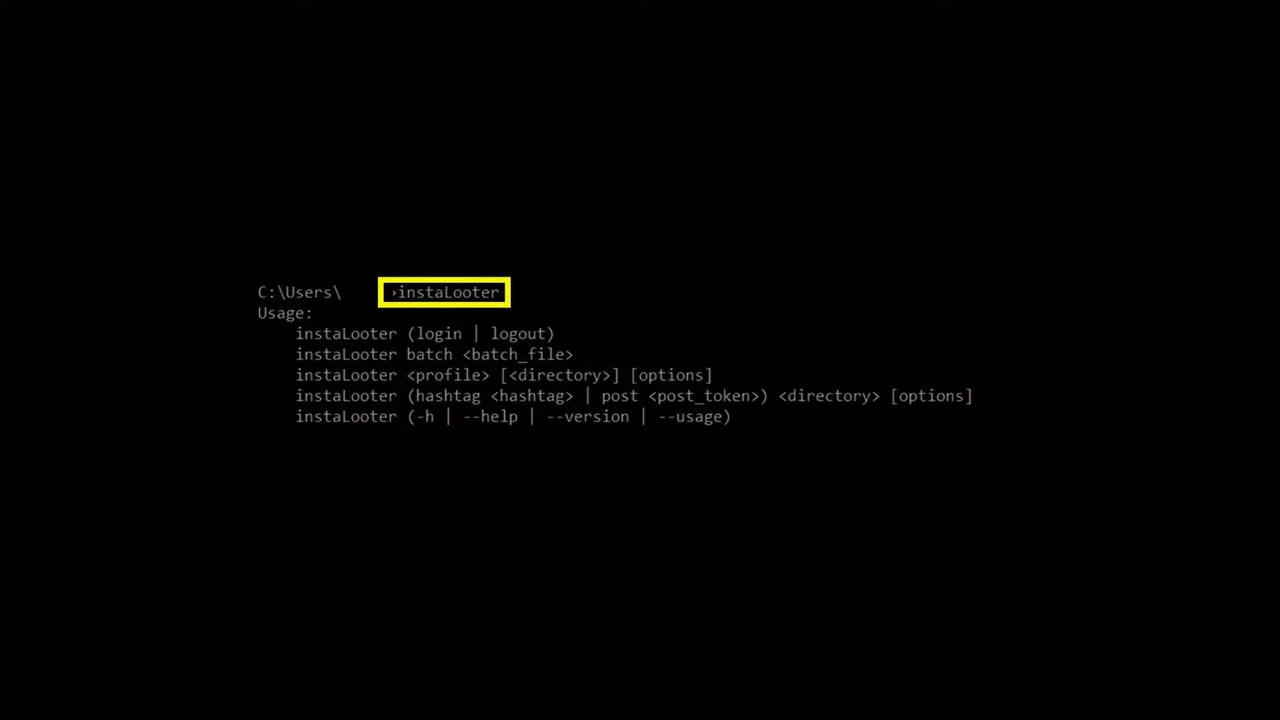 C:\Users\ >instaLooter
Usage:
instaLooter (login | logout)
instaLooter batch <batch_file>
instaLooter <profile> [<directory>] [options]
instaLooter (hashtag <hashtag> | post <post_token>) <directory> [options]
instaLooter (-h | --help | --version | --usage)